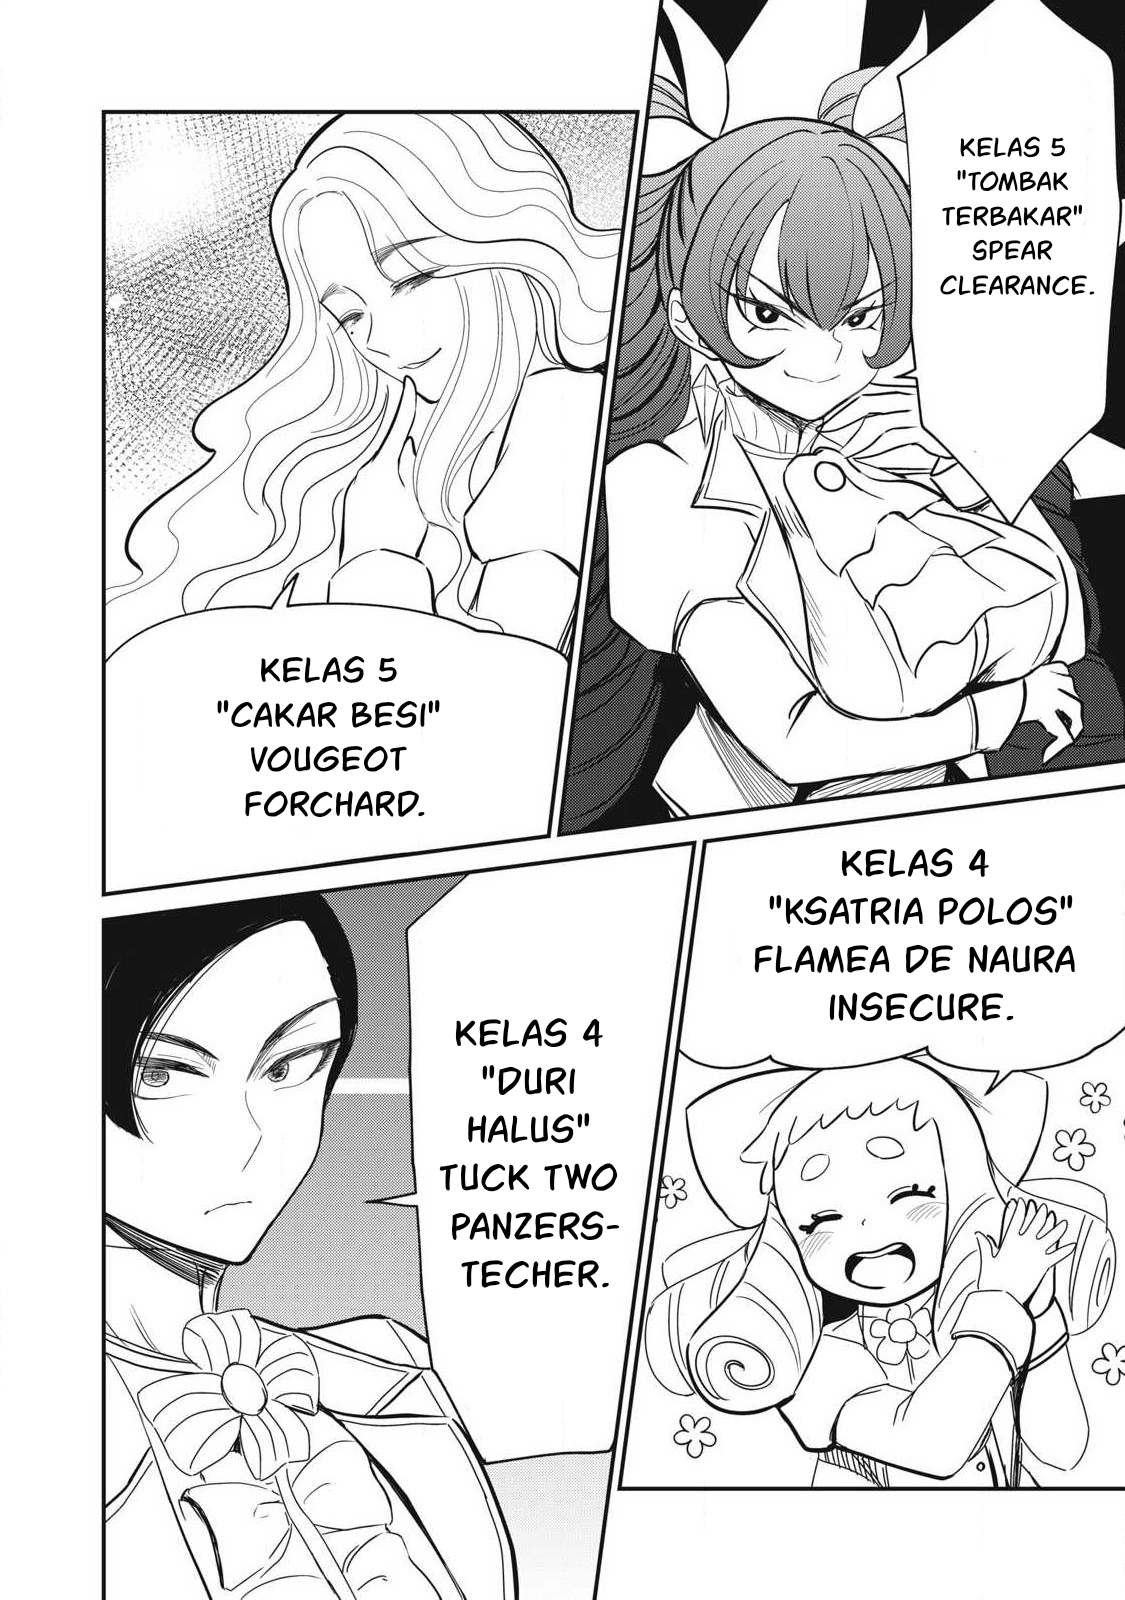 KELAS 5
"TOMBAK
TERBAKAR"
SPEAR
CLEARANCE.
KELAS 5
"CAKAR BESI"
VOUGEOT
FORCHARD.
KELAS 4
"KSATRIA POLOS"
FLAMEA DE NAURA
INSECURE.
KELAS 4
"DURI
HALUS"
TUCK TWO
PANZERS-
TECHER.